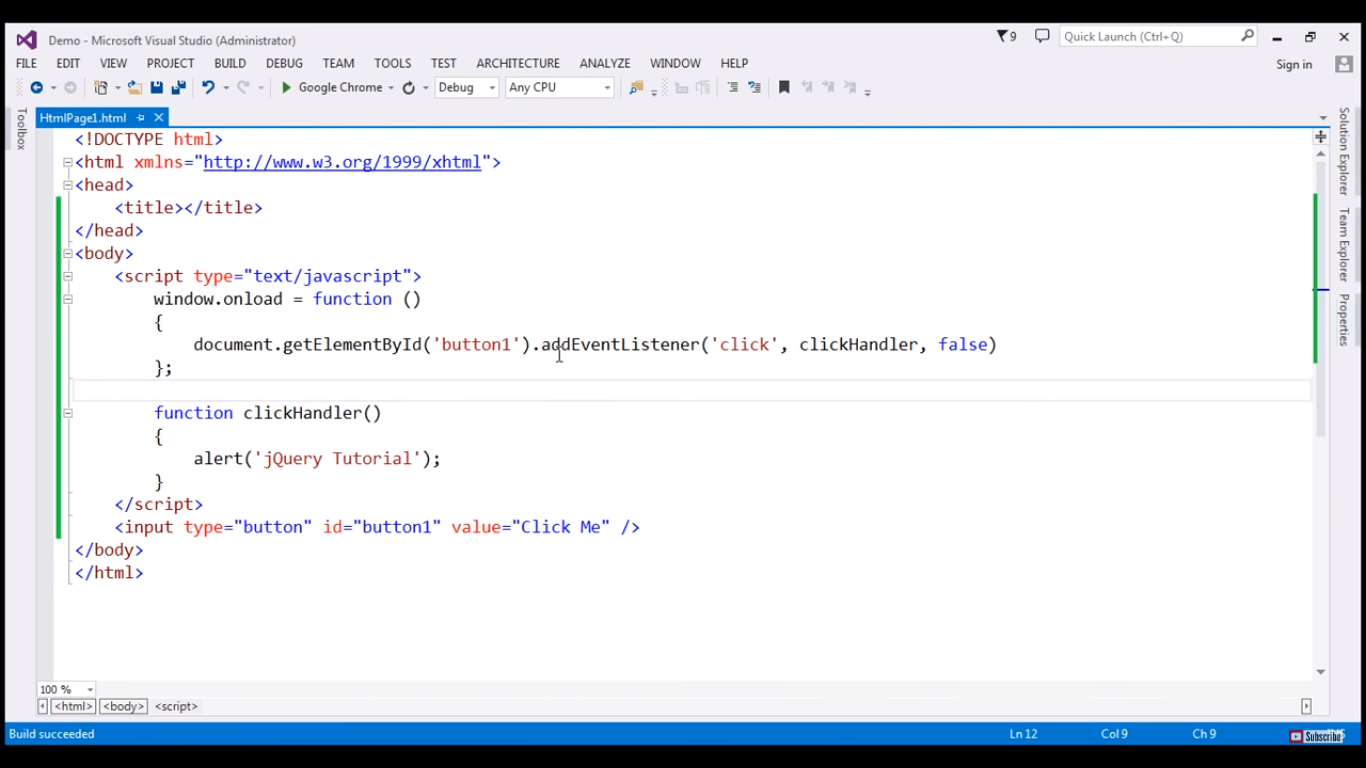 Demo - Microsoft Visual Studio (Administrator)
9
Quick Launch (Ctrl+Q)
FILE EDIT VIEW PROJECT BUILD DEBUG TEAM TOOLS TEST ARCHITECTURE ANALYZE WINDOW HELP
Sign in
Google Chrome Debug Any CPU
Toolbox
HtmlPage1.html
<!DOCTYPE html>
<html xmlns="http://www.w3.org/1999/xhtml">
<head>
<title></title>
</head>
<body>
<script type="text/javascript">
window.onload = function ()
{
document.getElementById('button1').addEventListener('click', clickHandler, false)
};
function clickHandler()
{
alert('jQuery Tutorial');
}
</script>
<input type="button" id="button1" value="Click Me" />
</body>
</html>
Solution Explorer
Team Explorer
Properties
100 %
<html> <body> <script>
Build succeeded
Ln 12
Col 9
Ch 9
Subscribe